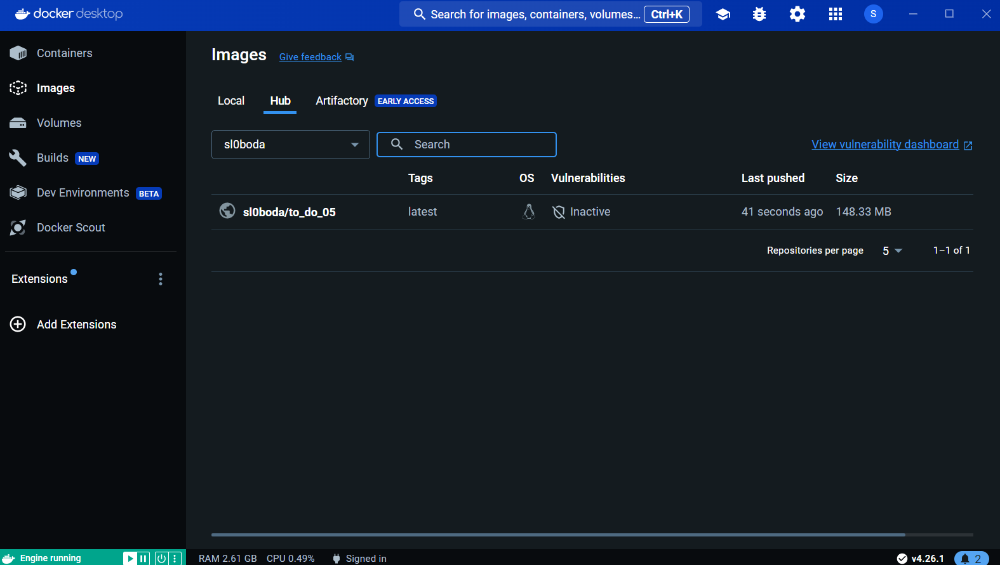 docker desktop
Search for images, containers, volumes... Ctrl+K
S
Containers
Images
Volumes
Builds NEW
Dev Environments BETA
Docker Scout
Extensions
Add Extensions
Images Give feedback
Local Hub Artifactory EARLY ACCESS
sl0boda Search View vulnerability dashboard
Tags OS Vulnerabilities Last pushed Size
sl0boda/to_do_05 latest Inactive 41 seconds ago 148.33 MB
Repositories per page 5 1–1 of 1
Engine running RAM 2.61 GB CPU 0.49% Signed in v4.26.1 2